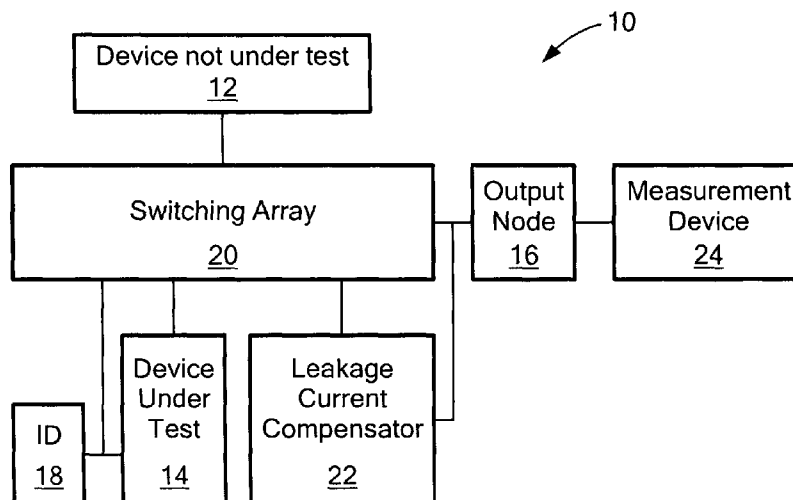 10
Device not under test
12
Switching Array
20
Output
Node
16
Measurement
Device
24
Device
Under
Test
14
Leakage
Current
Compensator
22
ID
18